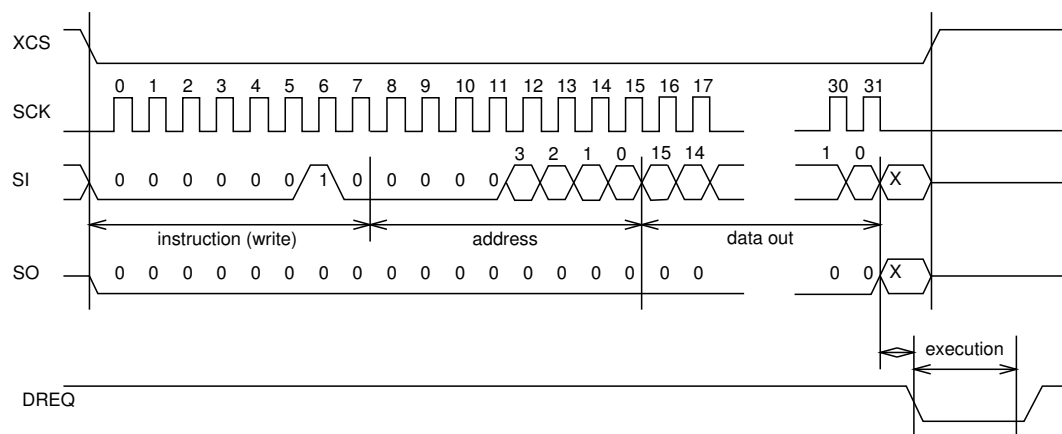 XCS
0 1 2 3 4 5 6 7 8 9 10 11 12 13 14 15 16 17 30 31
SCK
3 2 1 0 15 14 1 0
SI 0 0 0 0 0 0 1 0 0 0 0 0 X
instruction (write) address data out
SO 0 0 0 0 0 0 0 0 0 0 0 0 0 0 0 0 0 0 0 0 X
execution
DREQ